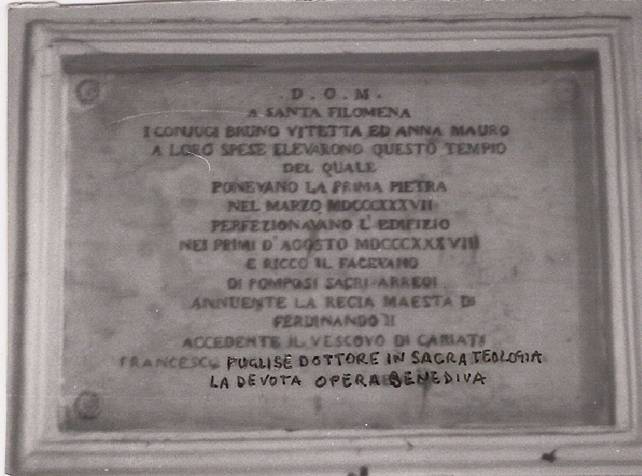 . D . O . M .
A SANTA FILOMENA
I CONJUGI BRUNO VITETTA ED ANNA MAURO
A LORO SPESE ELEVARONO QUESTO TEMPIO
DEL QUALE
PONEVANO LA PRIMA PIETRA
NEL MARZO MDCCCXXXVII
PERFEZIONAVANO L' EDIFIZIO
NEI PRIMI D' AGOSTO MDCCCXXXVIII
E RICCO IL FACEVANO
DI POMPOSI SACRI ARREDI
ANNUENTE LA REGIA MAESTA DI
FERDINANDO II
ACCEDENTE IL VESCOVO DI CARIATI
FRANCESCO PUGLISE DOTTORE IN SACRA TEOLOGIA
LA DEVOTA OPERA BENEDIVA